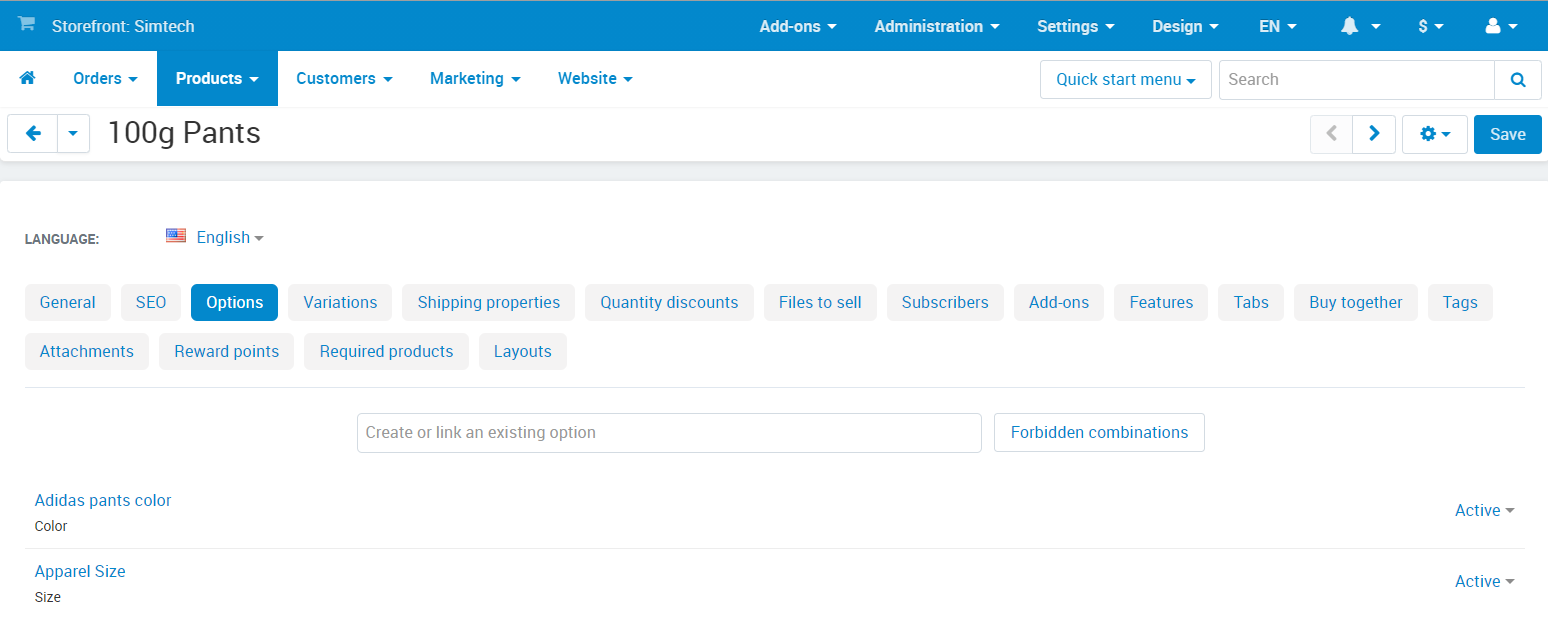 Storefront: Simtech Add-ons Administration Settings Design EN $
Orders Products Customers Marketing Website Quick start menu Search
100g Pants Save
LANGUAGE: English
General SEO Options Variations Shipping properties Quantity discounts Files to sell Subscribers Add-ons Features Tabs Buy together Tags
Attachments Reward points Required products Layouts
Create or link an existing option Forbidden combinations
Adidas pants color
Color
Active
Apparel Size
Size
Active